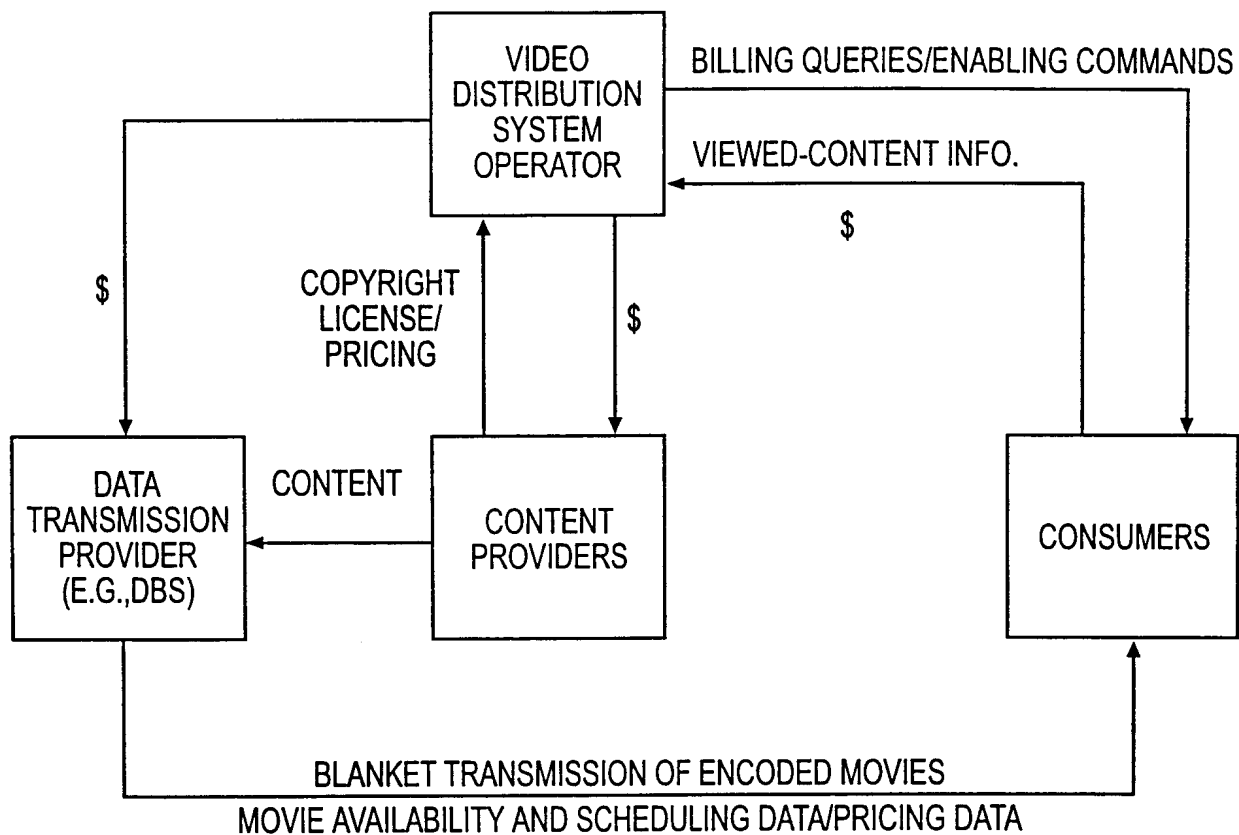 VIDEO
DISTRIBUTION
SYSTEM
OPERATOR
BILLING QUERIES/ENABLING COMMANDS
VIEWED-CONTENT INFO.
$
$
COPYRIGHT
LICENSE/
PRICING
$
DATA
TRANSMISSION
PROVIDER
(E.G.,DBS)
CONTENT
CONTENT
PROVIDERS
CONSUMERS
BLANKET TRANSMISSION OF ENCODED MOVIES
MOVIE AVAILABILITY AND SCHEDULING DATA/PRICING DATA